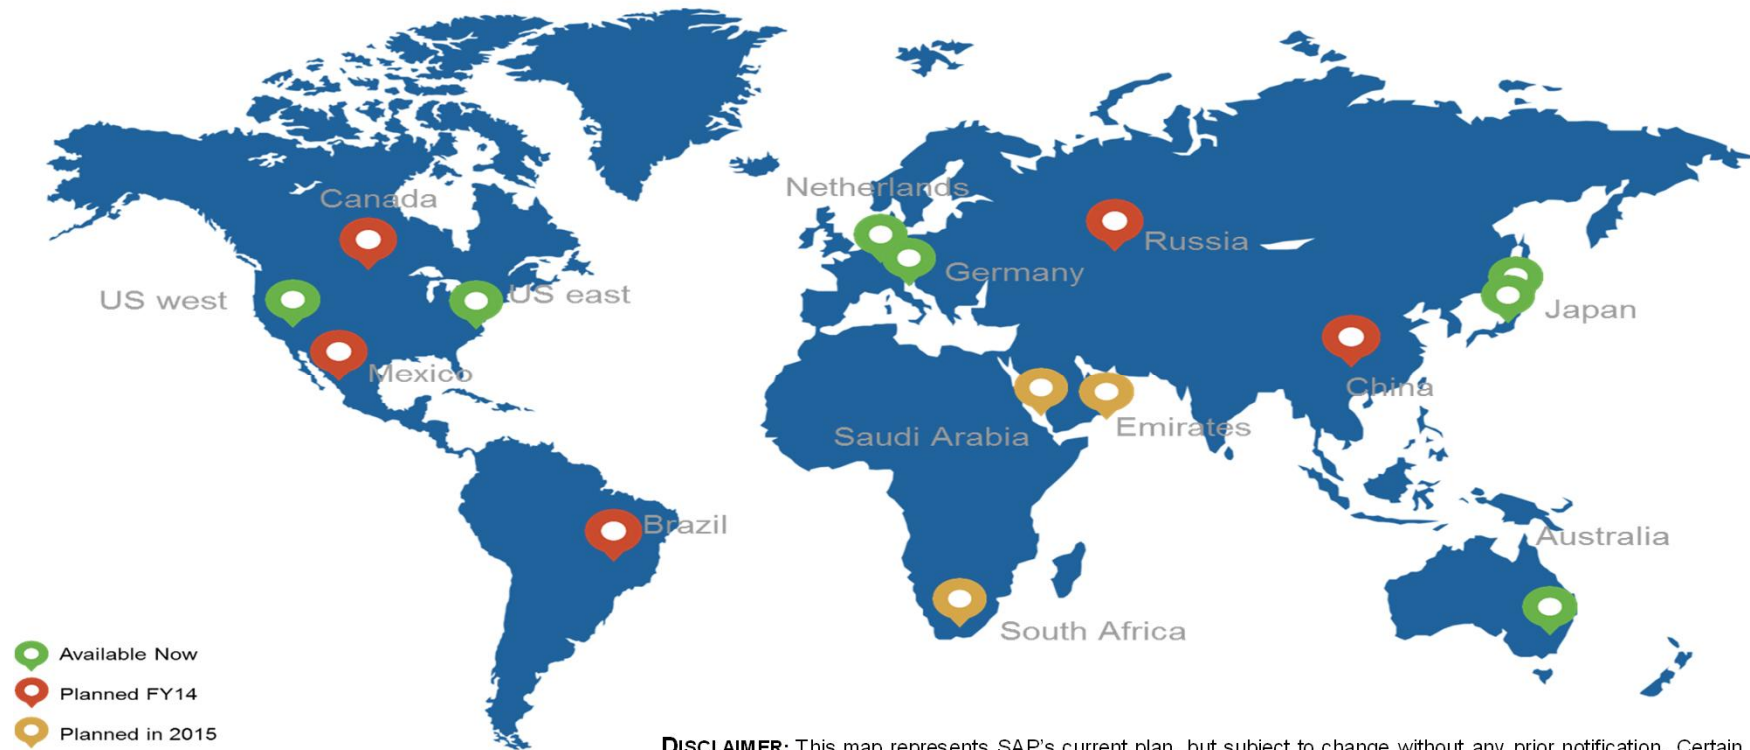 Canada
Netherlands
Russia
Germany
US west
US east
Japan
Mexico
China
Saudi Arabia
Emirates
Brazil
Australia
South Africa
Available Now
Planned FY14
Planned in 2015
DISCLAIMER: This map represents SAP's current plan, but subject to change without any prior notification. Certain